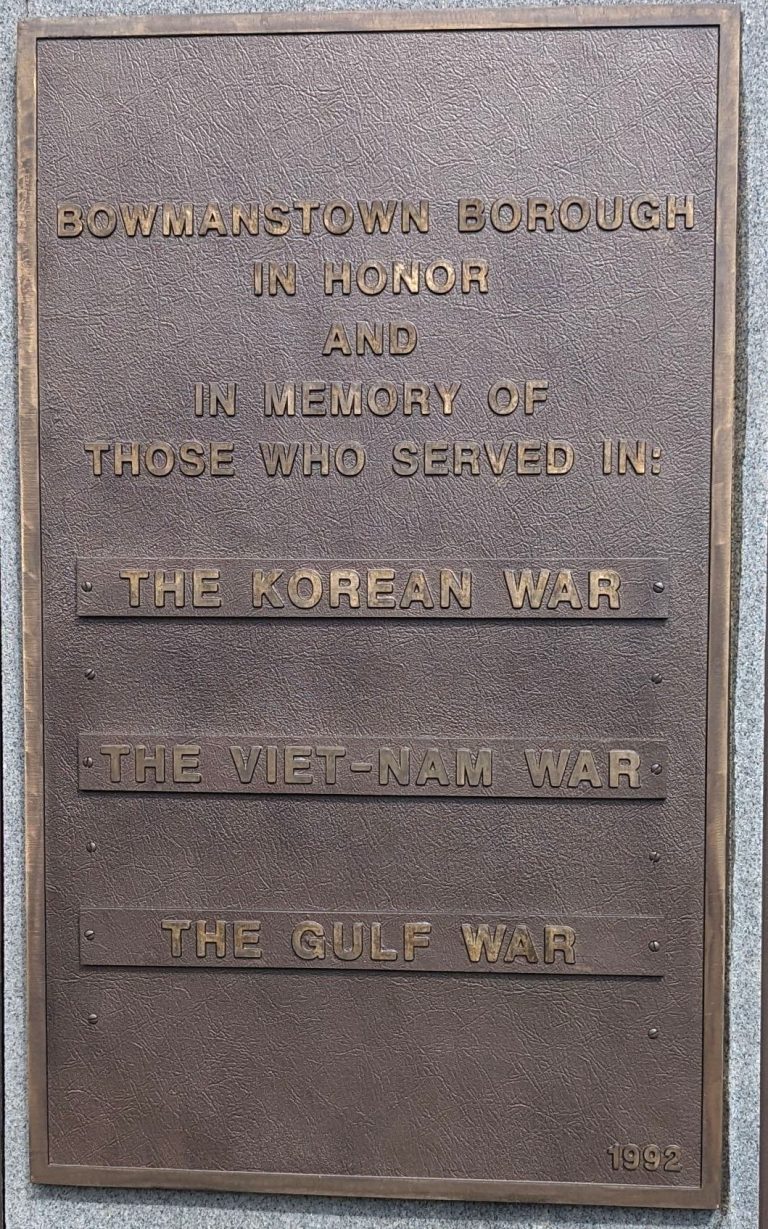 BOWMANSTOWN BOROUGH
IN HONOR
AND
IN MEMORY OF
THOSE WHO SERVED IN:
THE KOREAN WAR
THE VIET-NAM WAR
THE GULF WAR
1992